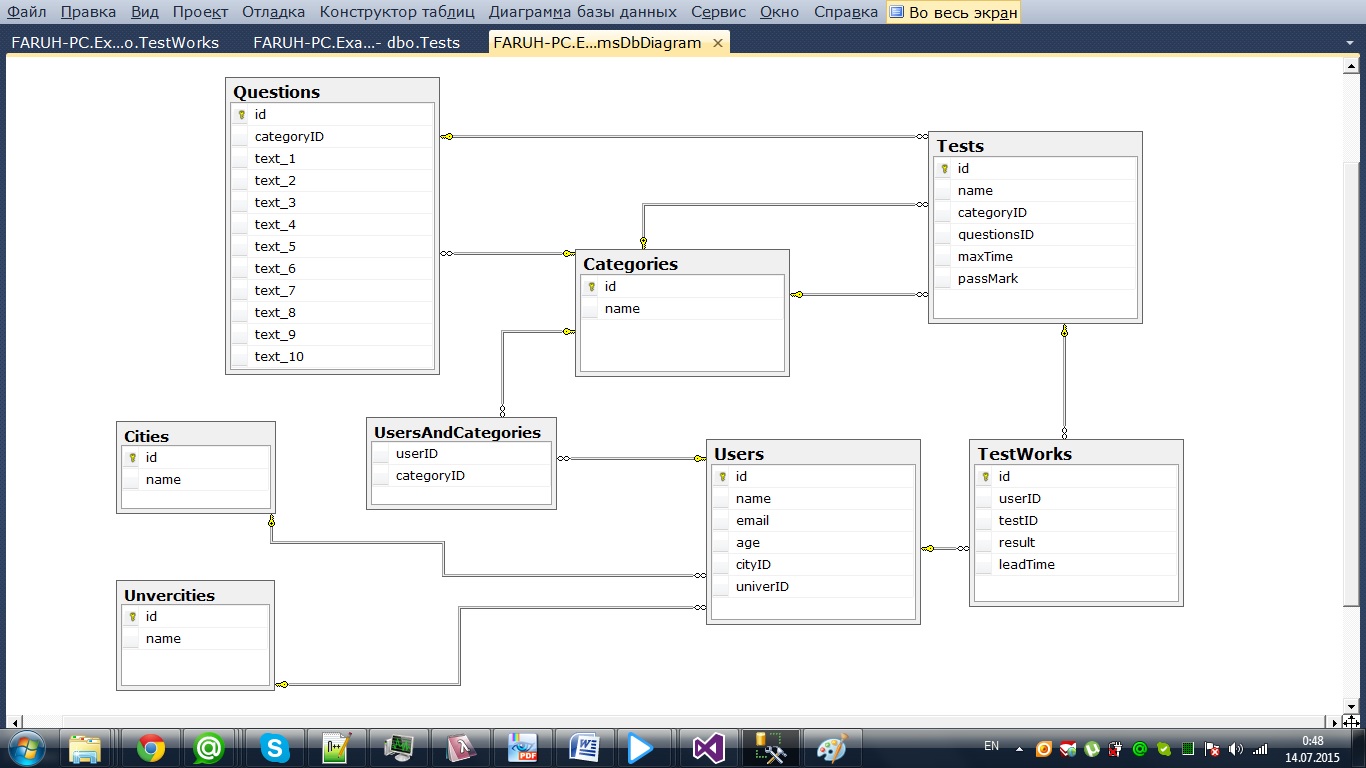 Файл Правка Вид Проект Отладка Конструктор таблиц Диаграмма базы данных Сервис Окно Справка Во весь экран
FARUH-PC.Ex...o.TestWorks FARUH-PC.Exa...- dbo.Tests FARUH-PC.E...msDbDiagram
Questions
id
categoryID
text_1
text_2
text_3
text_4
text_5
text_6
text_7
text_8
text_9
text_10
Tests
id
name
categoryID
questionsID
maxTime
passMark
Categories
id
name
Cities
id
name
UsersAndCategories
userID
categoryID
Users
id
name
email
age
cityID
univerID
TestWorks
id
userID
testID
result
leadTime
Unvercities
id
name
EN
0:48
14.07.2015